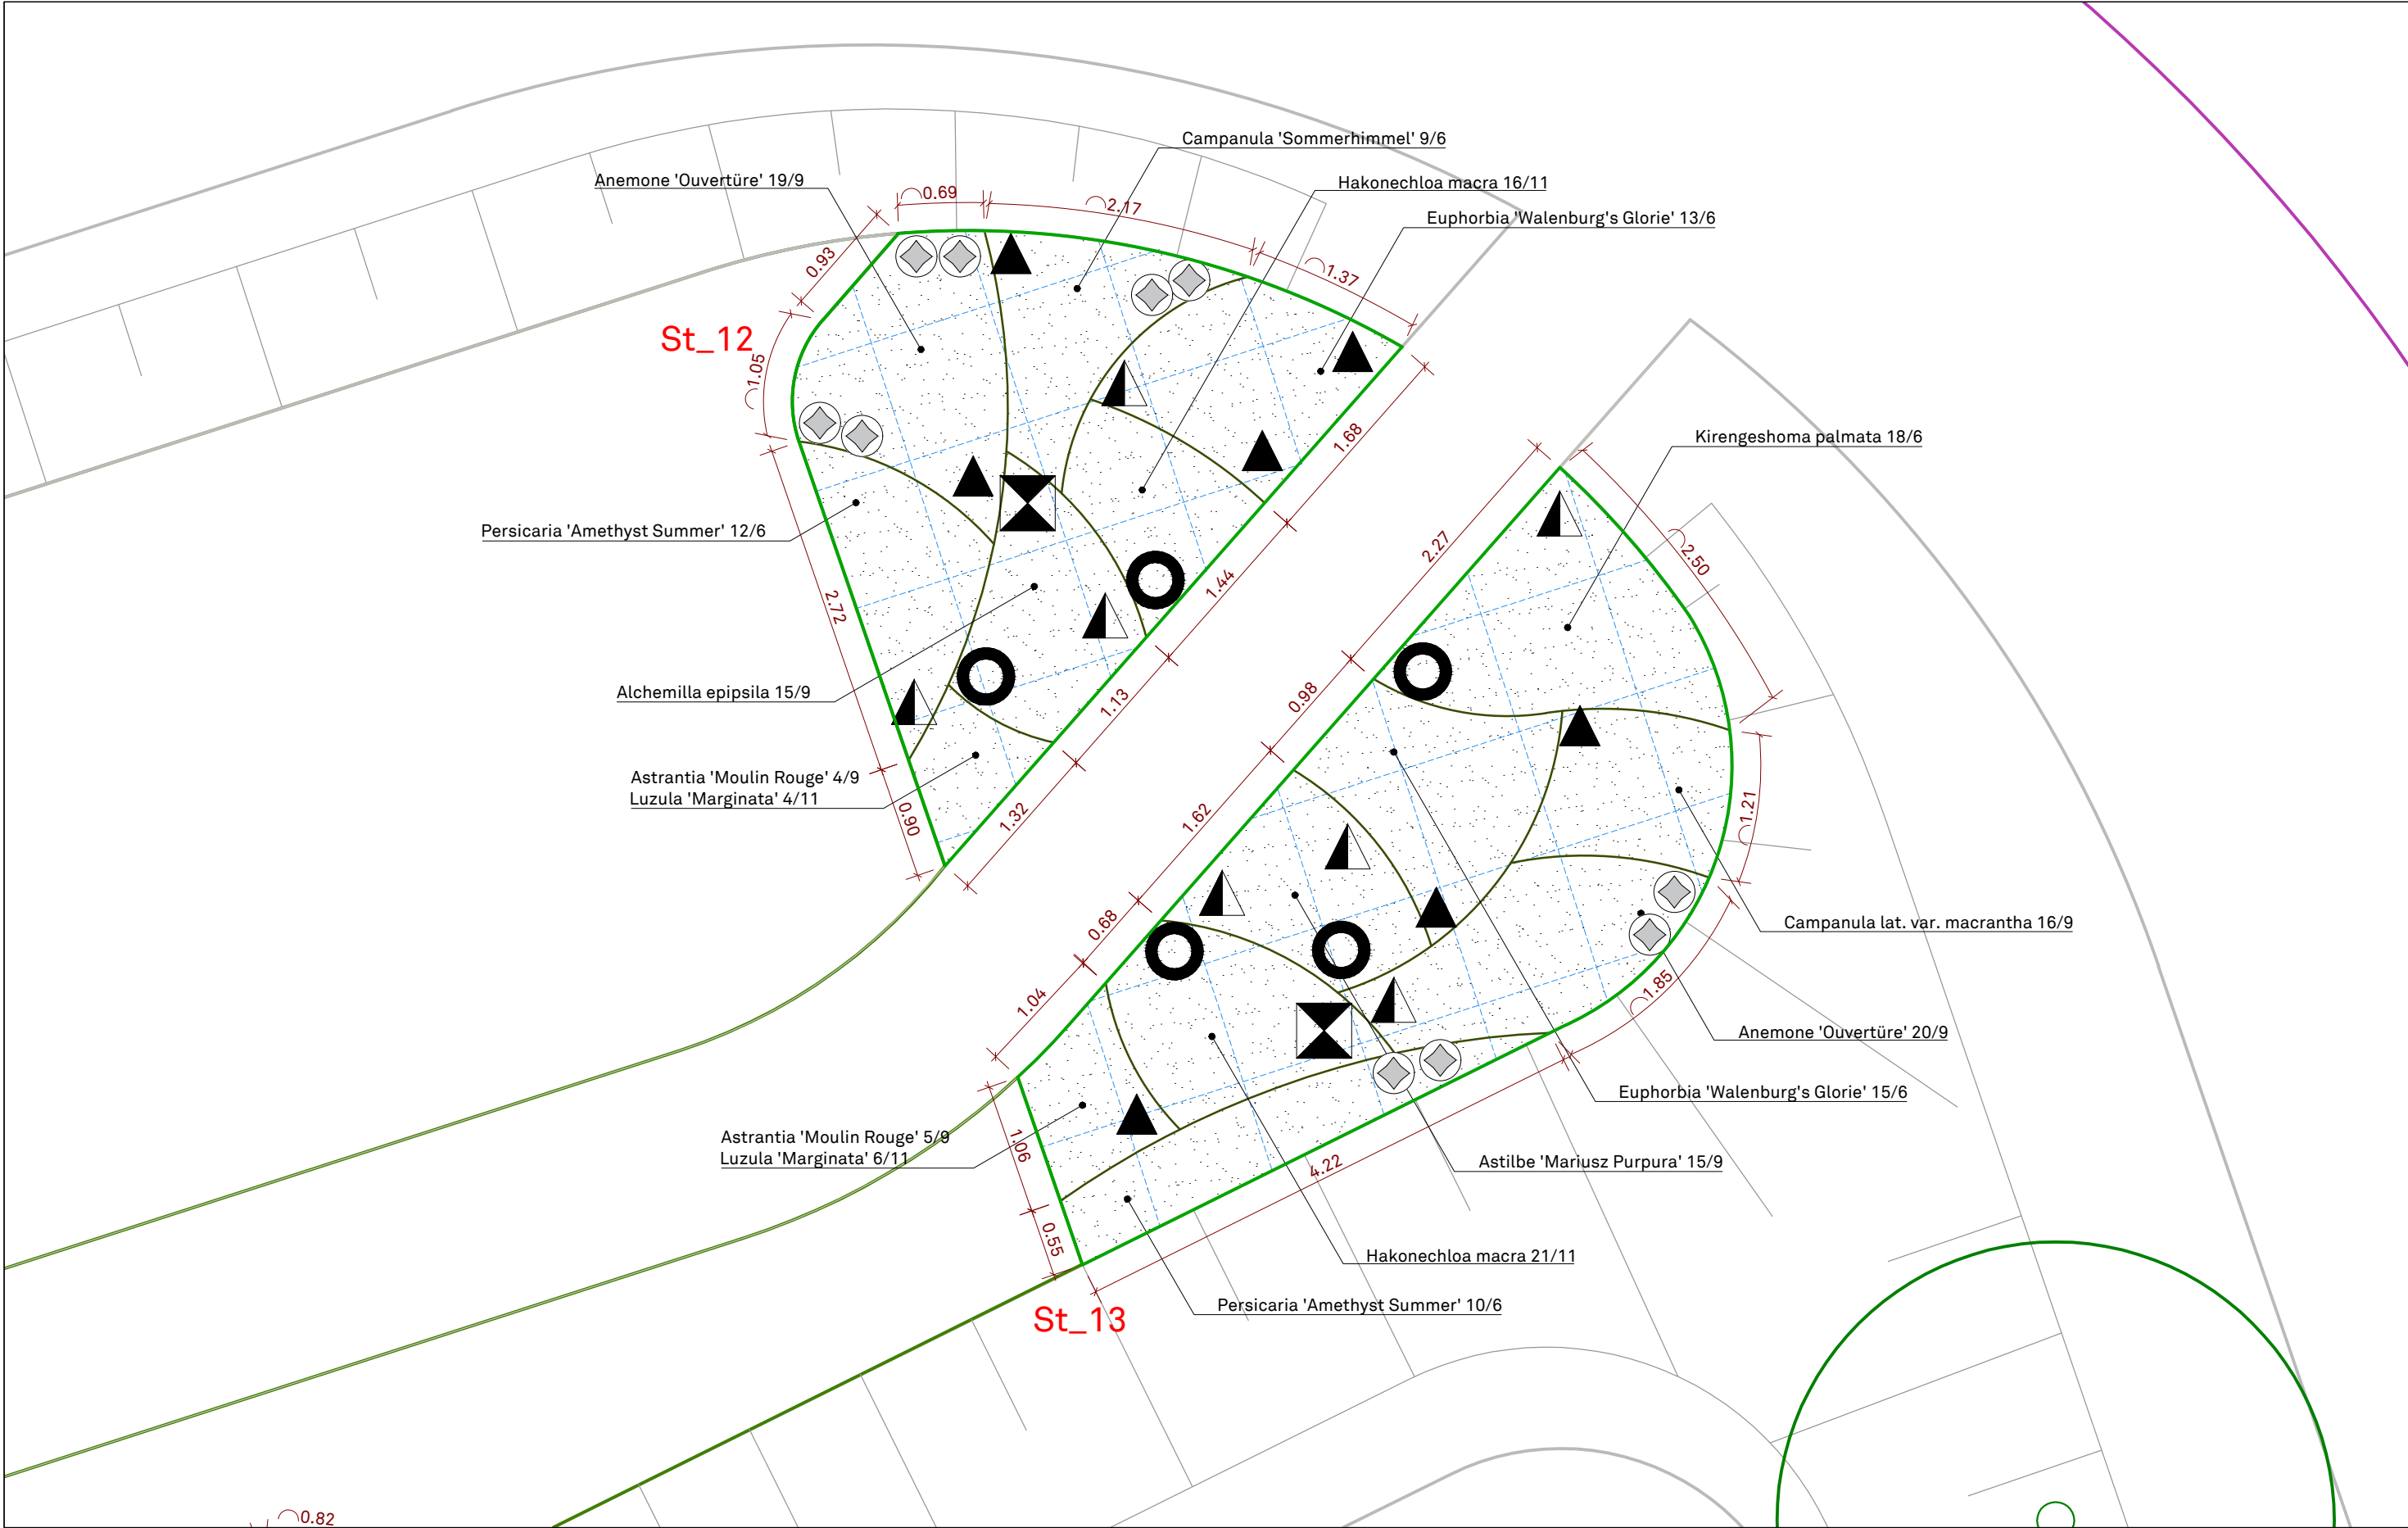 Campanula 'Sommerhimmel' 9/6
Anemone 'Ouvertüre' 19/9
Hakonechloa macra 16/11
Euphorbia 'Walenburg's Glorie' 13/6
0.69
2.17
0.93
1.37
St_12
1.05
1.68
Kirengeshoma palmata 18/6
Persicaria 'Amethyst Summer' 12/6
2.27
2.50
1.44
2.72
Alchemilla epipsila 15/9
1.13
0.98
Astrantia 'Moulin Rouge' 4/9
Luzula 'Marginata' 4/11
0.90
1.32
1.62
1.21
0.68
Campanula lat. var. macrantha 16/9
1.04
1.85
Anemone 'Ouvertüre' 20/9
Euphorbia 'Walenburg's Glorie' 15/6
Astrantia 'Moulin Rouge' 5/9
Luzula 'Marginata' 6/11
1.06
4.22
Astilbe 'Mariusz Purpura' 15/9
0.55
Hakonechloa macra 21/11
Persicaria 'Amethyst Summer' 10/6
St_13
0.82